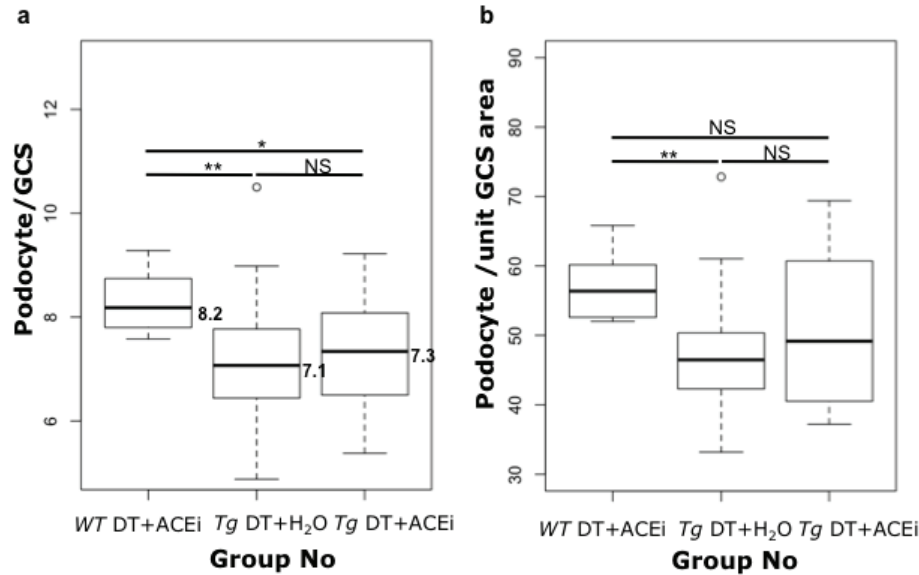 a
Podocyte/GCS
12
10
8
6
*
**
NS
8.2
7.1
7.3
WT DT+ACEi Tg DT+H₂O Tg DT+ACEi
Group No
b
Podocyte /unit GCS area
90
80
70
60
50
40
30
NS
**
NS
WT DT+ACEi Tg DT+H₂O Tg DT+ACEi
Group No